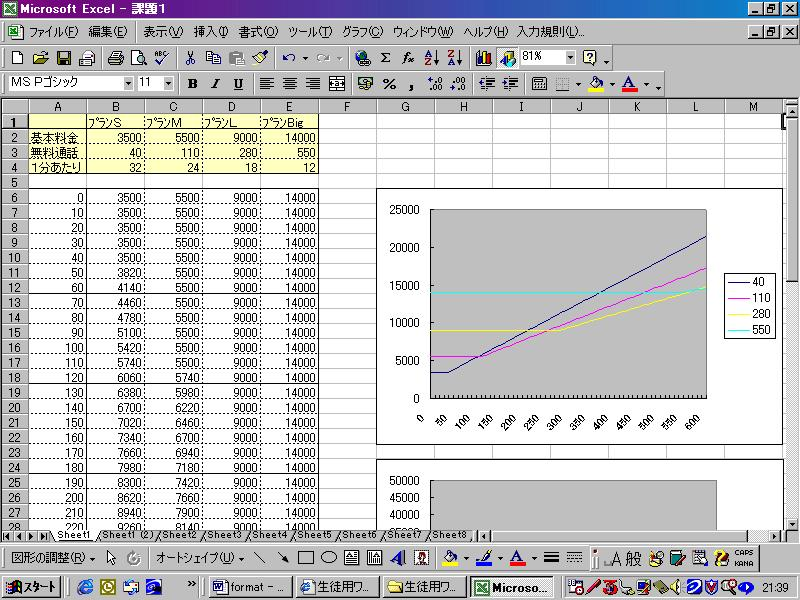 Microsoft Excel - 課題1
ファイル(F) 編集(E) 表示(V) 挿入(I) 書式(O) ツール(T) グラフ(C) ウィンドウ(W) ヘルプ(H) 入力規則(L)...
ABC Σ fx 81% ?
MS Pゴシック 11 B I U % ,
A B C D E F G H I J K L M
1 プランS プランM プランL プランBig
2 基本料金 3500 5500 9000 14000
3 無料通話 40 110 280 550
4 1分あたり 32 24 18 12
5
6 0 3500 5500 9000 14000
7 10 3500 5500 9000 14000
8 20 3500 5500 9000 14000
9 30 3500 5500 9000 14000
10 40 3500 5500 9000 14000
11 50 3820 5500 9000 14000
12 60 4140 5500 9000 14000
13 70 4460 5500 9000 14000
14 80 4780 5500 9000 14000
15 90 5100 5500 9000 14000
16 100 5420 5500 9000 14000
17 110 5740 5500 9000 14000
18 120 6060 5740 9000 14000
19 130 6380 5980 9000 14000
20 140 6700 6220 9000 14000
21 150 7020 6460 9000 14000
22 160 7340 6700 9000 14000
23 170 7660 6940 9000 14000
24 180 7980 7180 9000 14000
25 190 8300 7420 9000 14000
26 200 8620 7660 9000 14000
27 210 8940 7900 9000 14000
28 220 9260 8140 9000 14000
25000
20000
15000
10000
5000
0
0 50 100 150 200 250 300 350 400 450 500 550 600
40
110
280
550
50000
45000
40000
35000
Sheet1 Sheet1 (2) Sheet2 Sheet3 Sheet4 Sheet5 Sheet6 Sheet7 Sheet8
図形の調整(R) オートシェイプ(U) A A般 CAPS KANA
スタート format - ... 生徒用ワ... 生徒用ワ... Microso... 21:39